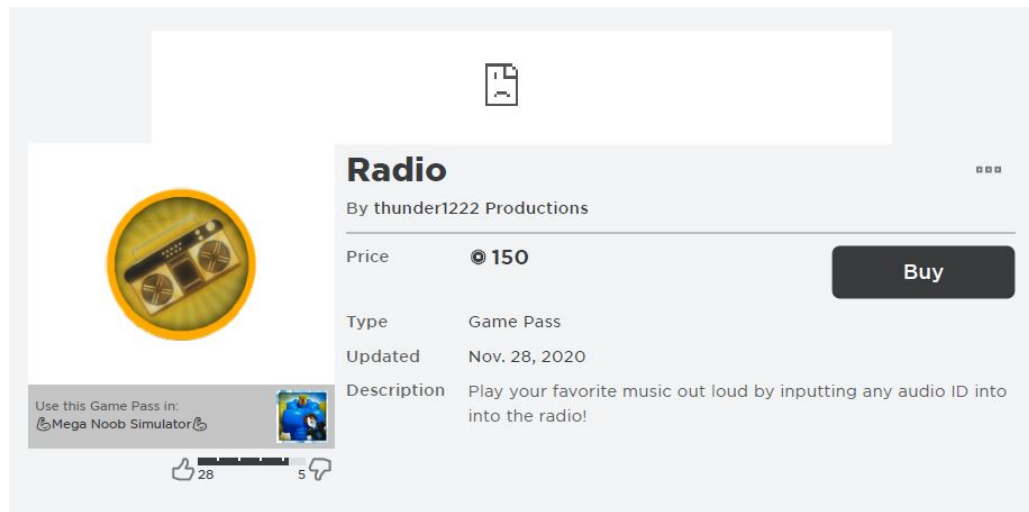 Radio
By thunder1222 Productions
Price 150
Buy
Type Game Pass
Updated Nov. 28, 2020
Description Play your favorite music out loud by inputting any audio ID into
into the radio!
Use this Game Pass in:
💪Mega Noob Simulator💪
28 5